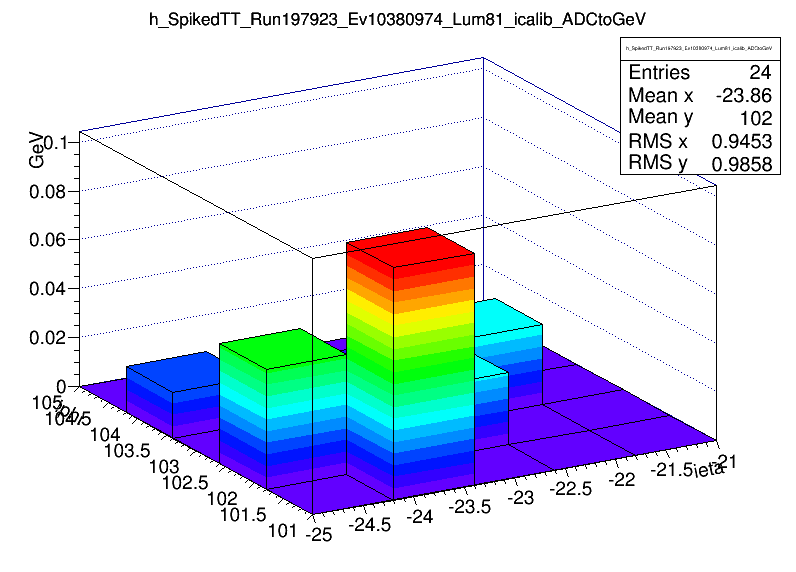 h_SpikedTT_Run197923_Ev10380974_Lum81_icalib_ADCtoGeV
h_SpikedTT_Run197923_Ev10380974_Lum81_icalib_ADCtoGeV
Entries 24
Mean x -23.86
Mean y 102
RMS x 0.9453
RMS y 0.9858
GeV
0.1
0.08
0.06
0.04
0.02
0
105
104.5
104
103.5
103
102.5
102
101.5
101
-25
-24.5
-24
-23.5
-23
-22.5
-22
-21.5
-21
ieta